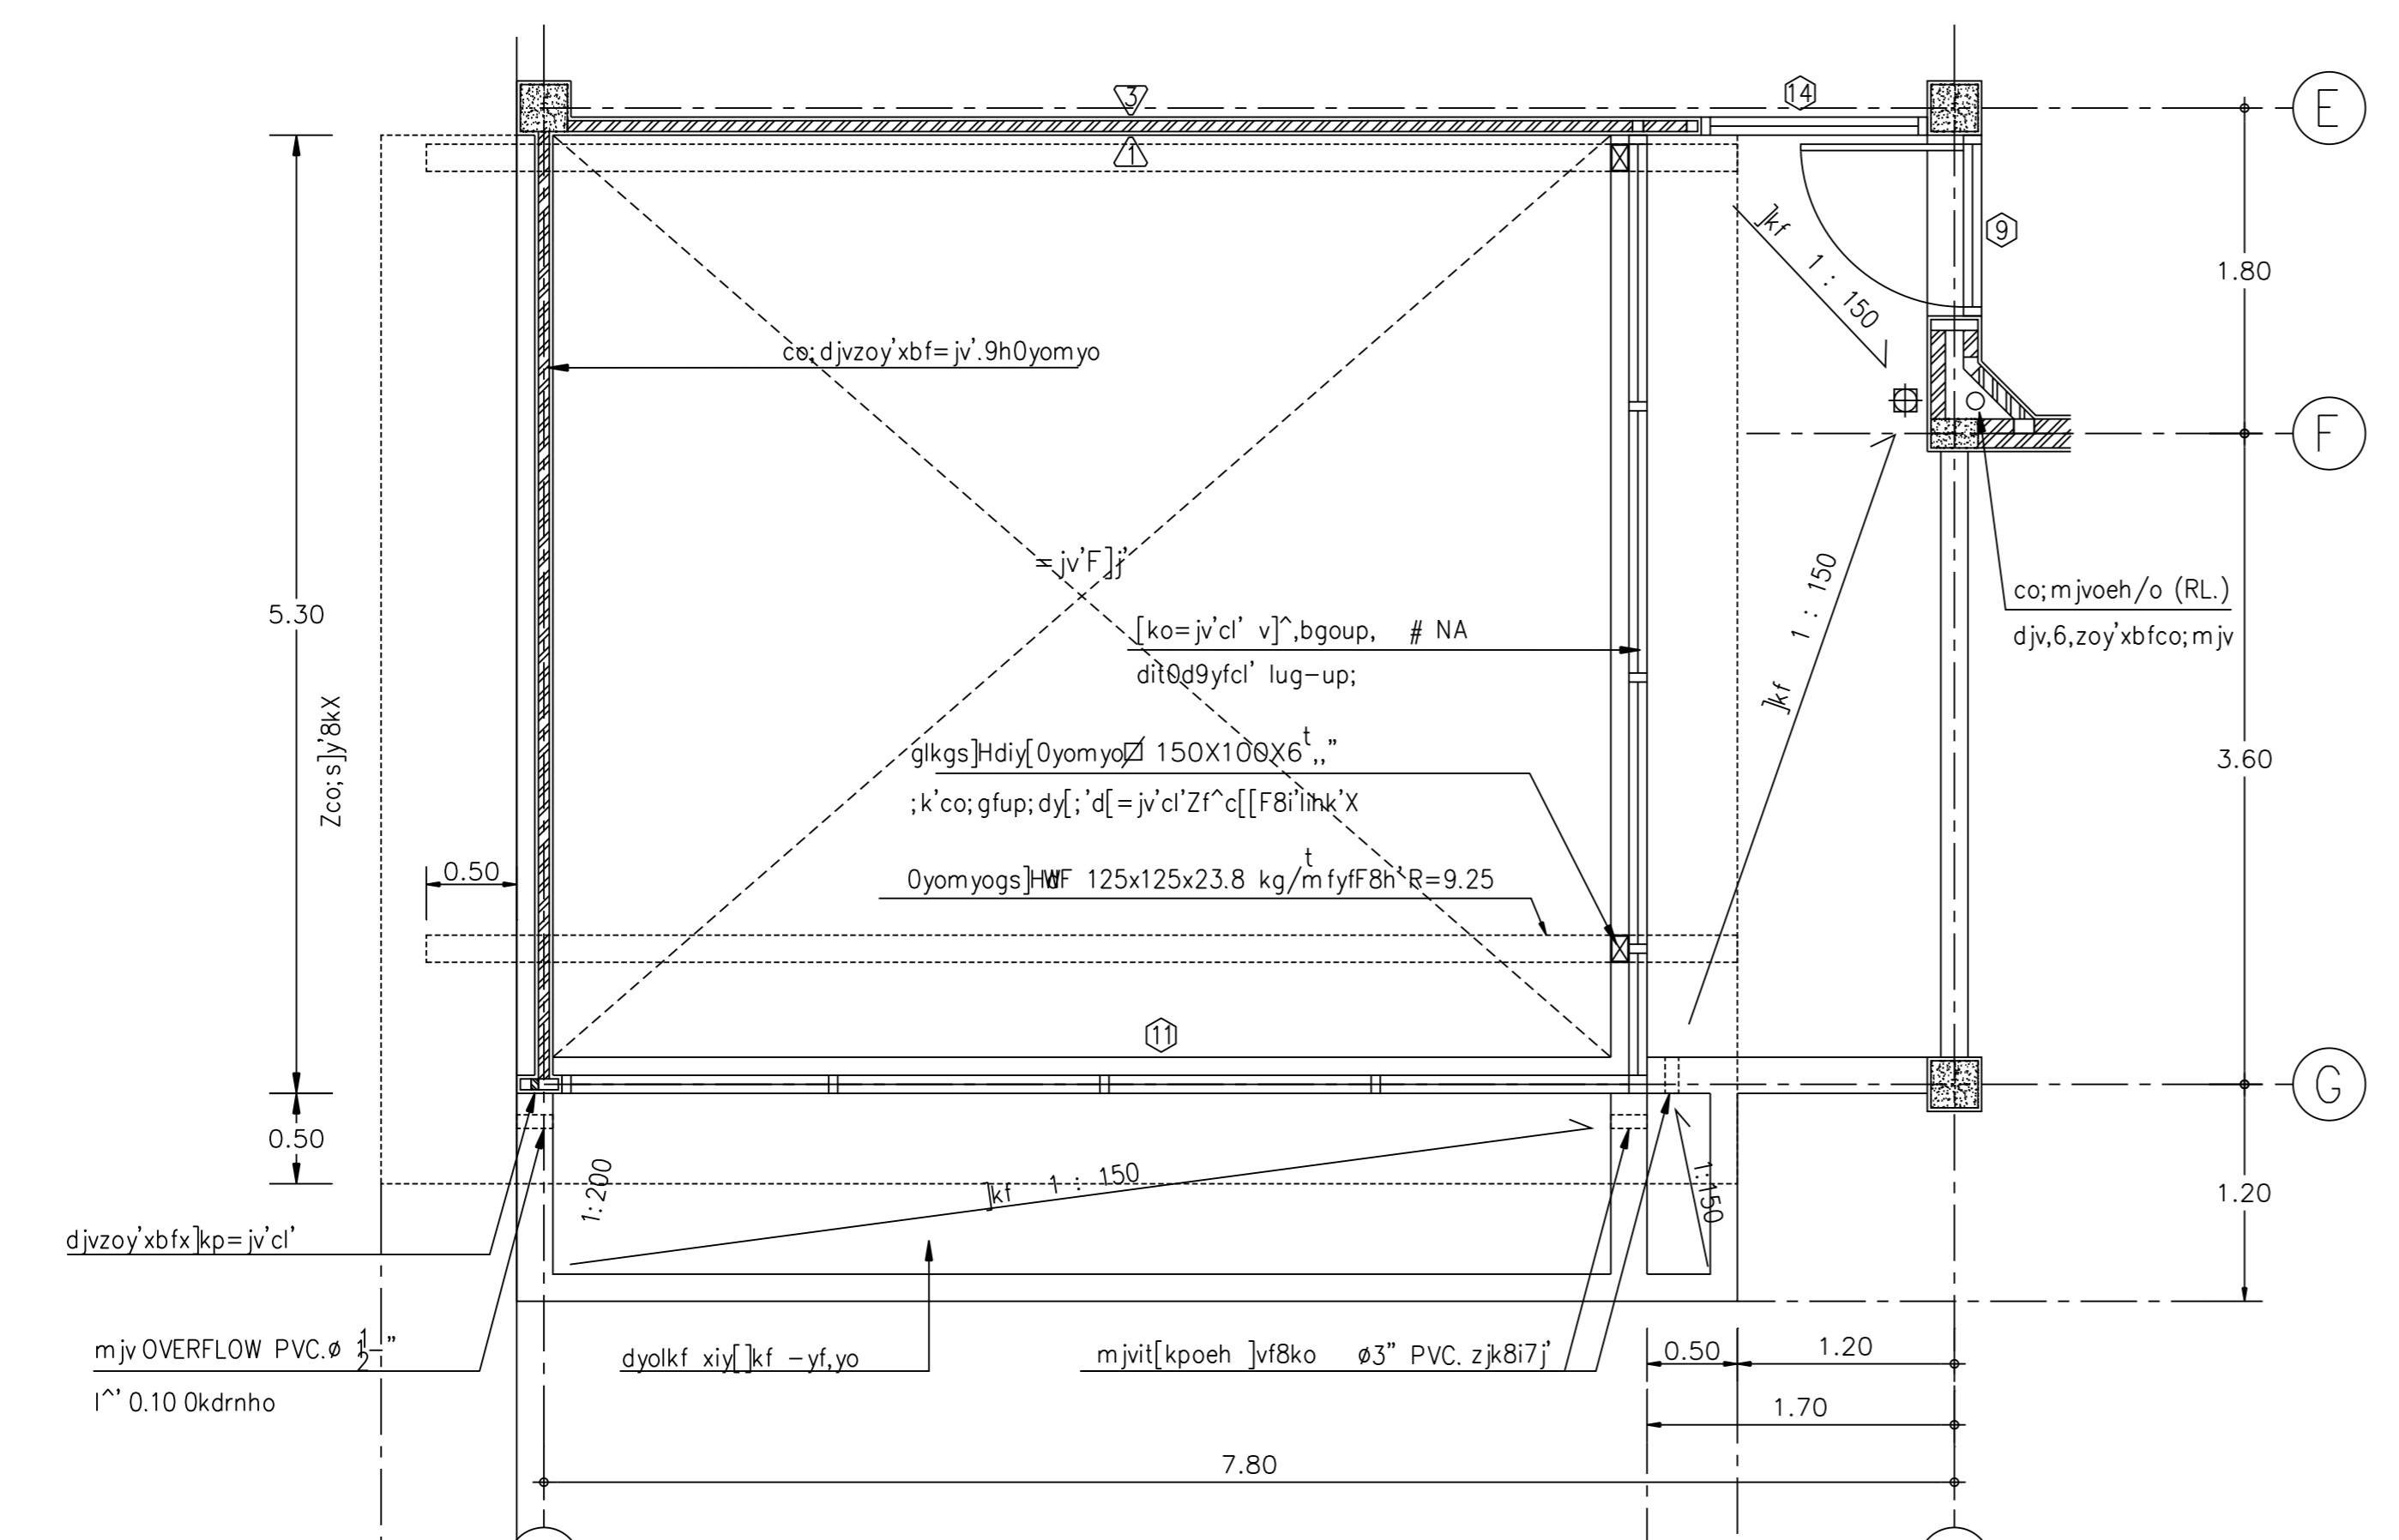 3
14
E
1
9
]kf 1 : 150
1.80
co;djvzoy'xbf=jv'.9h0yomyo
F
=jv'F]j'
5.30
Zco;s]y'8kX
[ko=jv'cl' v]^,bgoup, # NA
dit0d9yfcl' lug-up;
]kf 1 : 150
co;mjvoeh/o (RL.)
djv,6,zoy'xbfco;mjv
glkgs]Hdiy[0yomyo 150X100X6 t ,,"
;k'co;gfup;dy[;'d[=jv'cl'Zf^c[[F8i'link'X
3.60
0.50
0yomyogs]HdWF 125x125x23.8 kg/m t fyfF8h'R=9.25
11
G
0.50
1:200
]kf 1 : 150
1:150
1.20
djvzoy'xbfx]kp=jv'cl'
mjv OVERFLOW PVC.ø 1 1/2"
l^' 0.10 0kdrnho
dyolkf xiy[]kf -yf,yo
mjvit[kpoeh ]vf8ko ø3" PVC. zjk8i7j'
0.50
1.20
1.70
7.80